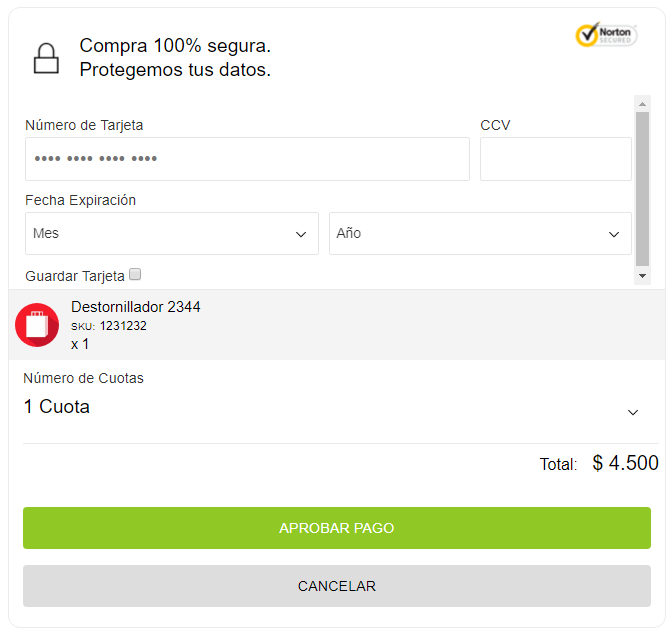 Compra 100% segura.
Protegemos tus datos.
Norton
SECURED
Número de Tarjeta
CCV
•••• •••• •••• ••••
Fecha Expiración
Mes
Año
Guardar Tarjeta
Destornillador 2344
SKU: 1231232
x 1
Número de Cuotas
1 Cuota
Total: $ 4.500
APROBAR PAGO
CANCELAR